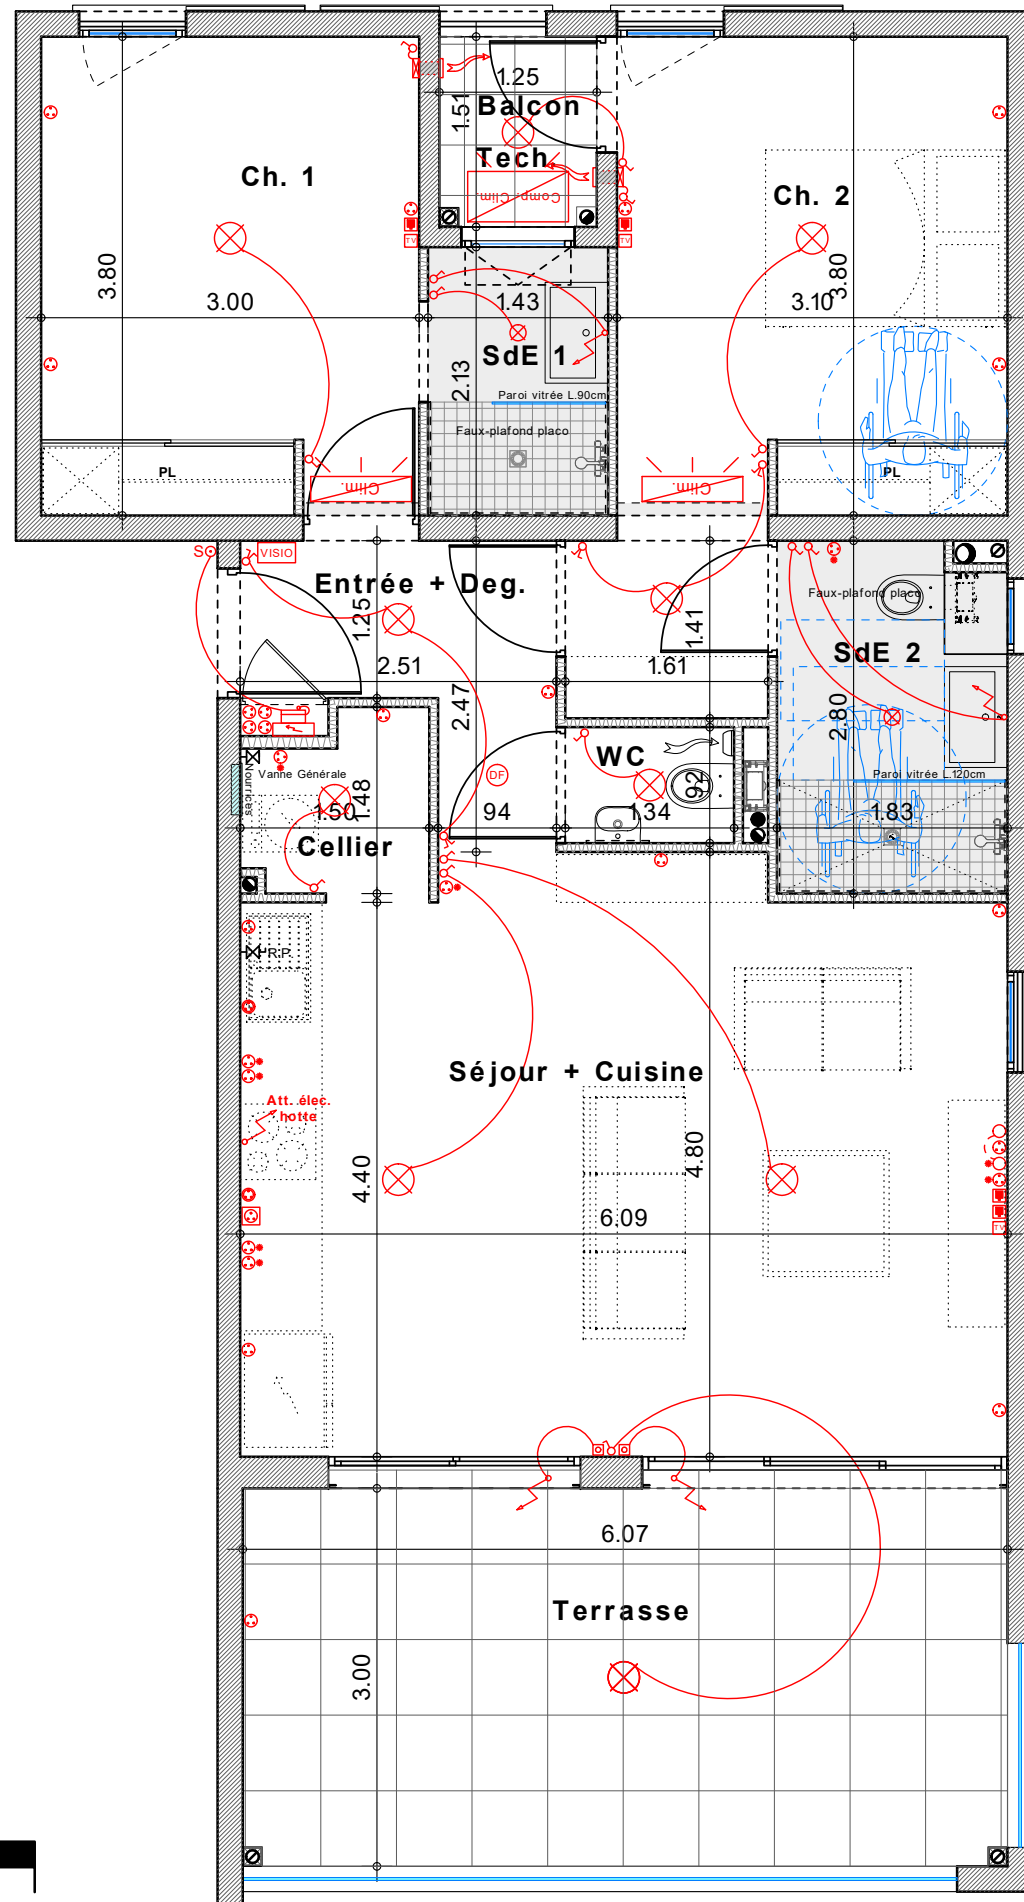 1.25
1.51
Balcon
Tech
Comp. Clim.
Ch. 1
Ch. 2
TV
TV
3.80
3.00
3.80
3.10
1.43
SdE 1
2.13
Paroi vitrée L.90cm
Faux-plafond placo
PL
PL
Clim.
Clim.
S
VISIO
Entrée + Deg.
1.25
2.51
1.41
1.61
Faux-plafond placo
SdE 2
2.80
2.47
WC
92
1.34
DF
94
Vanne Générale
Nourrices
1.50
1.48
Cellier
Paroi vitrée L.120cm
1.83
R.P.
Séjour + Cuisine
Att. élec.
hotte
4.40
4.80
6.09
TV
6.07
Terrasse
3.00